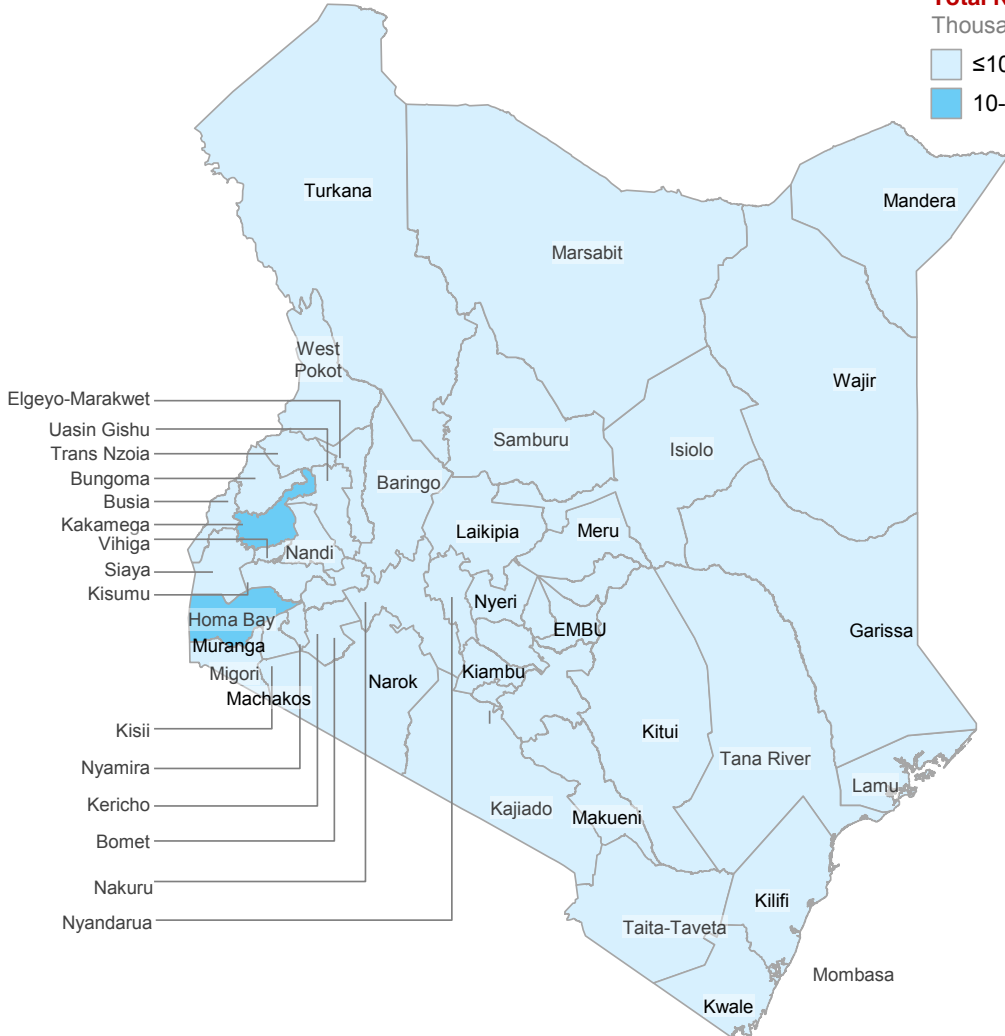 Thousa
≤10
10-
Turkana
Mandera
Marsabit
West
Pokot
Wajir
Elgeyo-Marakwet
Uasin Gishu
Samburu
Isiolo
Trans Nzoia
Bungoma
Baringo
Busia
Kakamega
Laikipia
Meru
Vihiga
Nandi
Siaya
Kisumu
Nyeri
Homa Bay
EMBU
Garissa
Muranga
Migori
Kiambu
Narok
Machakos
Kisii
Kitui
Tana River
Nyamira
Lamu
Kericho
Kajiado
Makueni
Bomet
Nakuru
Kilifi
Nyandarua
Taita-Taveta
Mombasa
Kwale